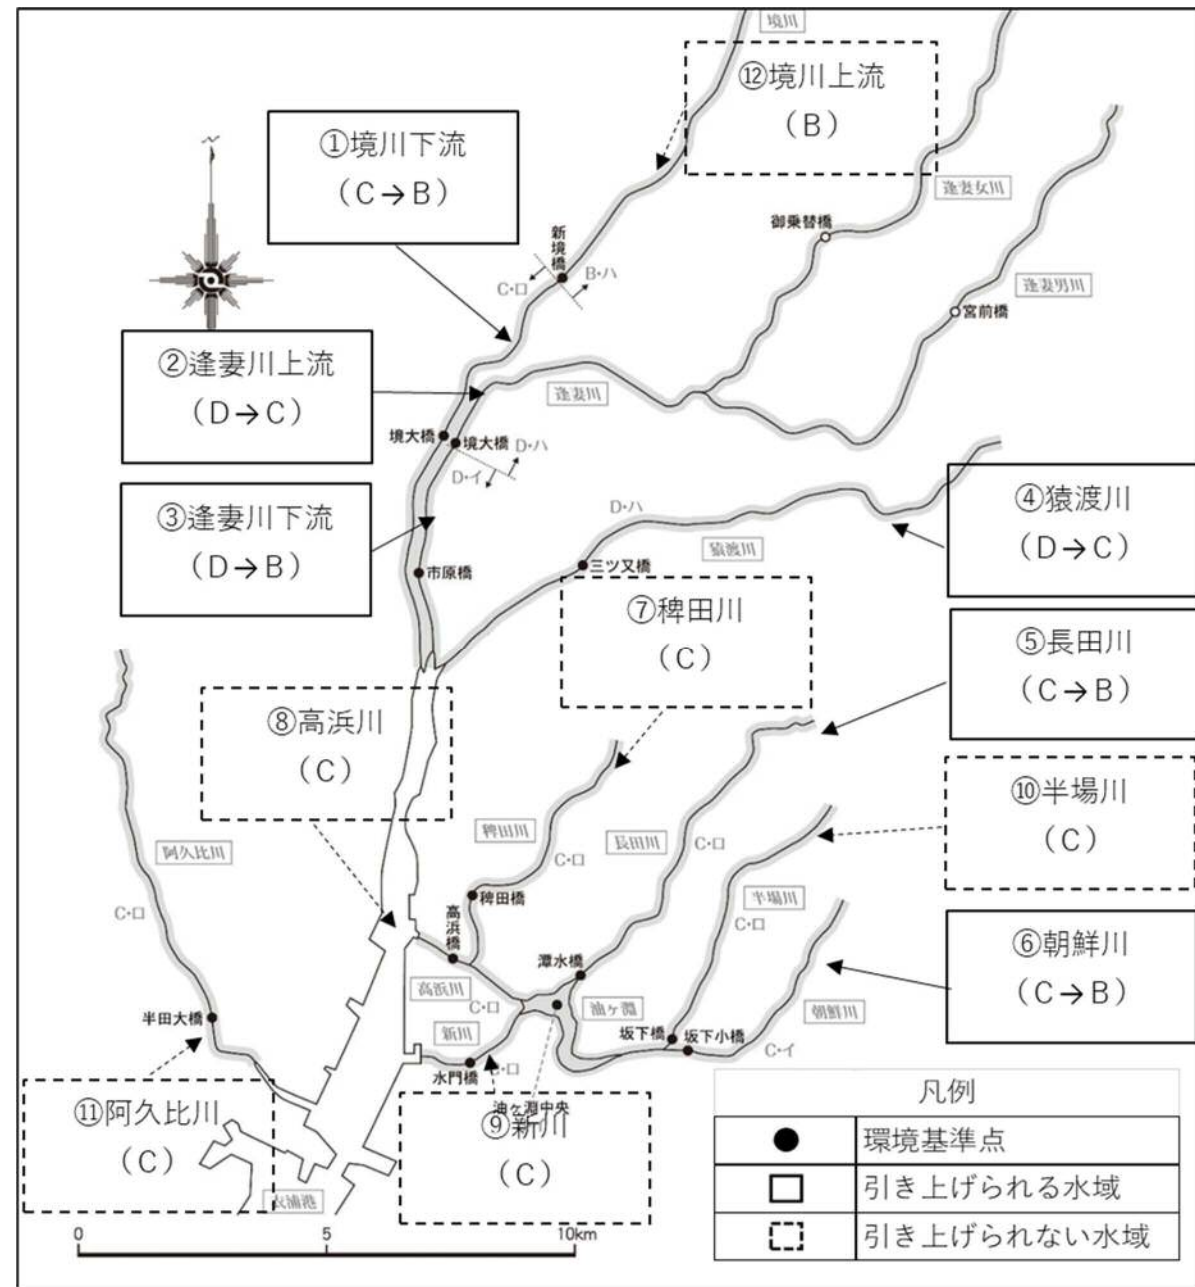 境川
⑫境川上流
（B）
①境川下流
（C→B）
逢妻女川
御乗替橋
新境橋
B・ハ
C・ロ
逢妻男川
宮前橋
②逢妻川上流
（D→C）
逢妻川
境大橋
境大橋
D・ハ
D・イ
③逢妻川下流
（D→B）
市原橋
④猿渡川
（D→C）
D・ハ
猿渡川
三ツ又橋
⑦稗田川
（C）
⑤長田川
（C→B）
⑧高浜川
（C）
⑩半場川
（C）
阿久比川
C・ロ
稗田川
C・ロ
稗田橋
長田川
C・ロ
半場川
C・ロ
高浜橋
⑥朝鮮川
（C→B）
潭水橋
高浜川
C・ロ
油ヶ淵
朝鮮川
C・イ
半田大橋
新川
C・ロ
水門橋
坂下橋
坂下小橋
油ヶ淵中央
⑪阿久比川
（C）
⑨新川
（C）
衣浦港
0 5 10km
凡例
環境基準点
引き上げられる水域
引き上げられない水域